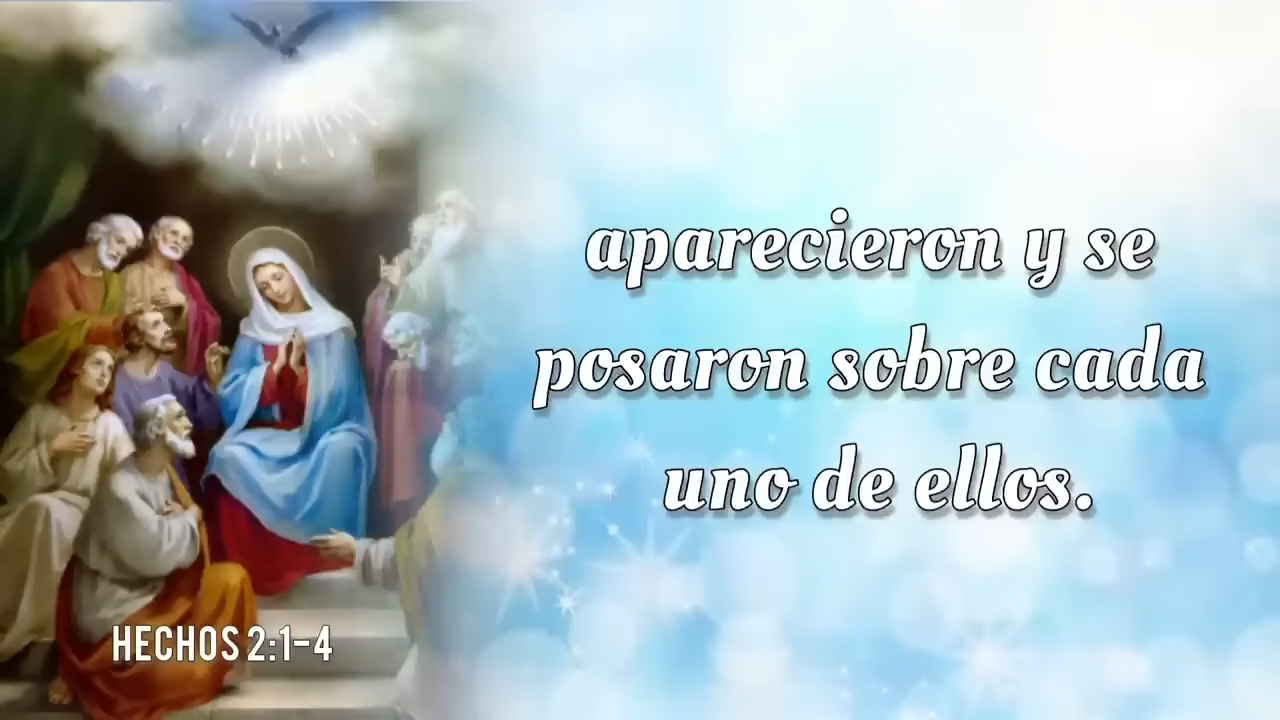 aparecieron y se
posaron sobre cada
uno de ellos.
HECHOS 2:1-4